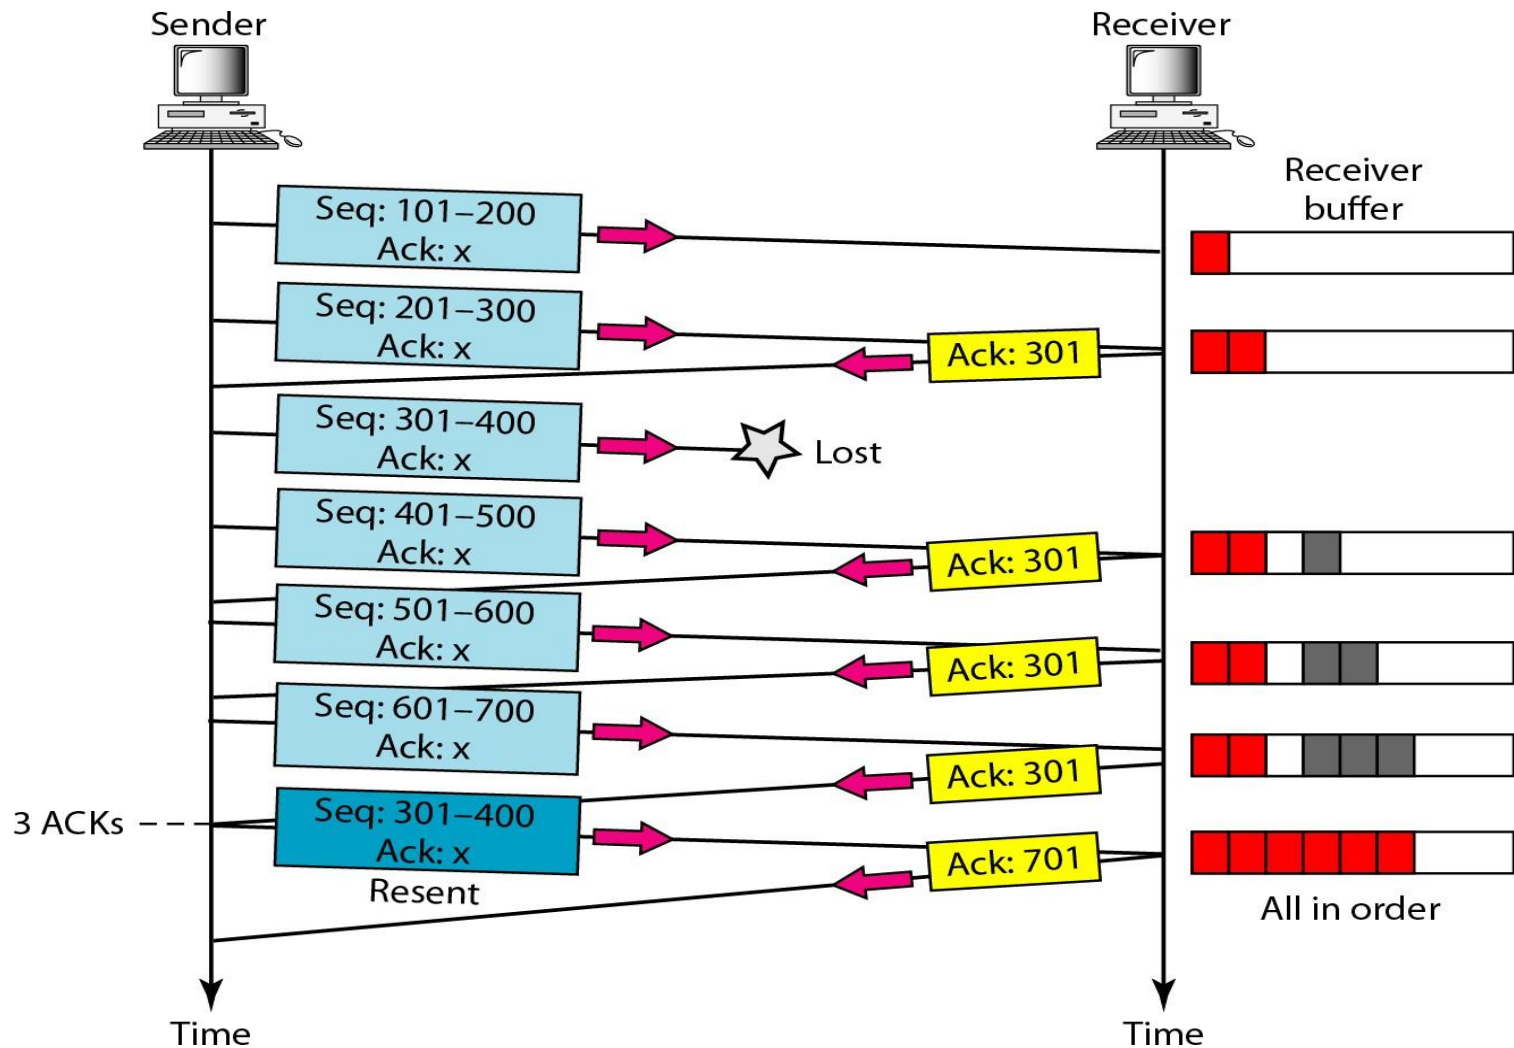 Sender
Receiver
Receiver
buffer
Seq: 101–200
Ack: x
Seq: 201–300
Ack: x
Ack: 301
Seq: 301–400
Ack: x
Lost
Seq: 401–500
Ack: x
Ack: 301
Seq: 501–600
Ack: x
Ack: 301
Seq: 601–700
Ack: x
Ack: 301
3 ACKs
Seq: 301–400
Ack: x
Resent
Ack: 701
All in order
Time
Time